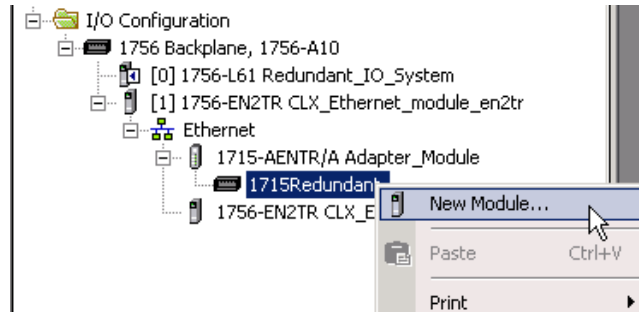 I/O Configuration
1756 Backplane, 1756-A10
[0] 1756-L61 Redundant_IO_System
[1] 1756-EN2TR CLX_Ethernet_module_en2tr
Ethernet
1715-AENTR/A Adapter_Module
1715Redundant
New Module...
1756-EN2TR CLX_E
Paste Ctrl+V
Print